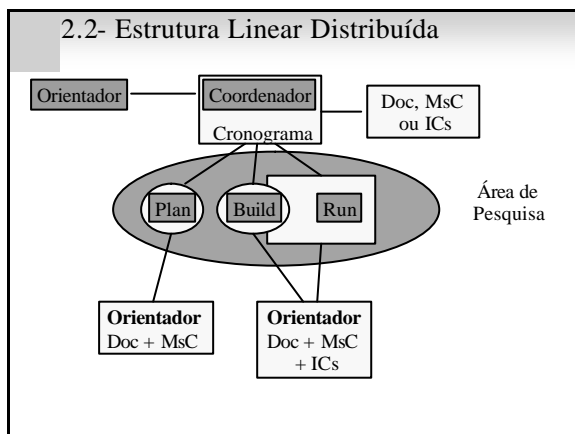 2.2- Estrutura Linear Distribuída
Orientador
Coordenador
Cronograma
Doc, MsC
ou ICs
Plan
Build
Run
Área de
Pesquisa
Orientador
Doc + MsC
Orientador
Doc + MsC
+ ICs